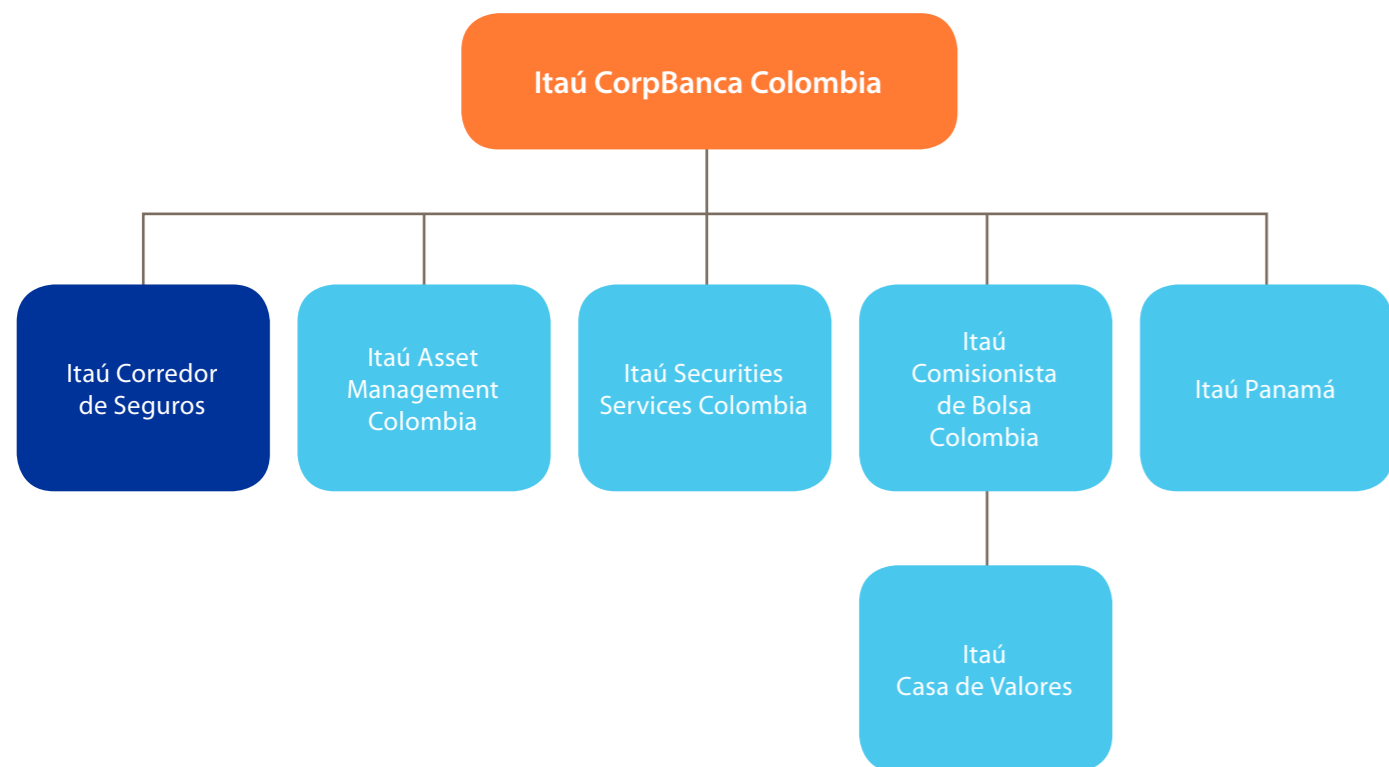 Itaú CorpBanca Colombia
Itaú Corredor
de Seguros
Itaú Asset
Management
Colombia
Itaú Securities
Services Colombia
Itaú
Comisionista
de Bolsa
Colombia
Itaú Panamá
Itaú
Casa de Valores